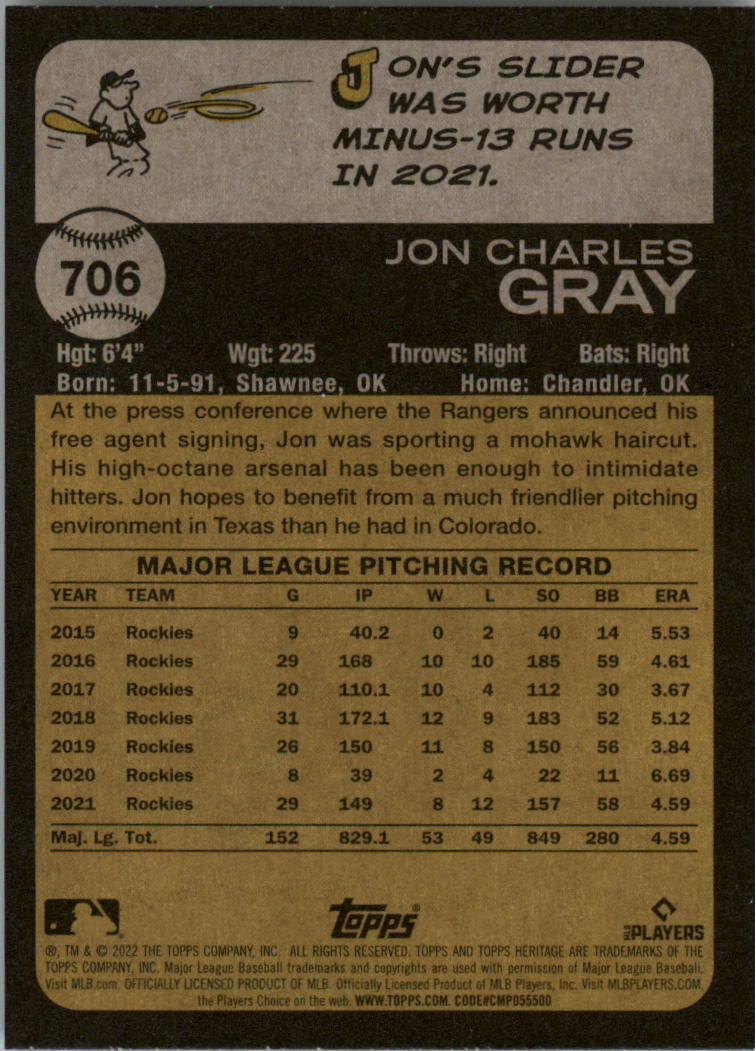 JON'S SLIDER
WAS WORTH
MINUS-13 RUNS
IN 2021.
706
JON CHARLES
GRAY
Hgt: 6'4" Wgt: 225 Throws: Right Bats: Right
Born: 11-5-91, Shawnee, OK Home: Chandler, OK
At the press conference where the Rangers announced his
free agent signing, Jon was sporting a mohawk haircut.
His high-octane arsenal has been enough to intimidate
hitters. Jon hopes to benefit from a much friendlier pitching
environment in Texas than he had in Colorado.
MAJOR LEAGUE PITCHING RECORD
YEAR TEAM G IP W L SO BB ERA
2015 Rockies 9 40.2 0 2 40 14 5.53
2016 Rockies 29 168 10 10 185 59 4.61
2017 Rockies 20 110.1 10 4 112 30 3.67
2018 Rockies 31 172.1 12 9 183 52 5.12
2019 Rockies 26 150 11 8 150 56 3.84
2020 Rockies 8 39 2 4 22 11 6.69
2021 Rockies 29 149 8 12 157 58 4.59
Maj. Lg. Tot. 152 829.1 53 49 849 280 4.59
Topps® MLB PLAYERS
®, TM & © 2022 THE TOPPS COMPANY, INC. ALL RIGHTS RESERVED. TOPPS AND TOPPS HERITAGE ARE TRADEMARKS OF THE
TOPPS COMPANY, INC. Major League Baseball trademarks and copyrights are used with permission of Major League Baseball.
Visit MLB.com. OFFICIALLY LICENSED PRODUCT OF MLB. Officially Licensed Product of MLB Players, Inc. Visit MLBPLAYERS.COM,
the Players Choice on the web. WWW.TOPPS.COM. CODE#CMP055500